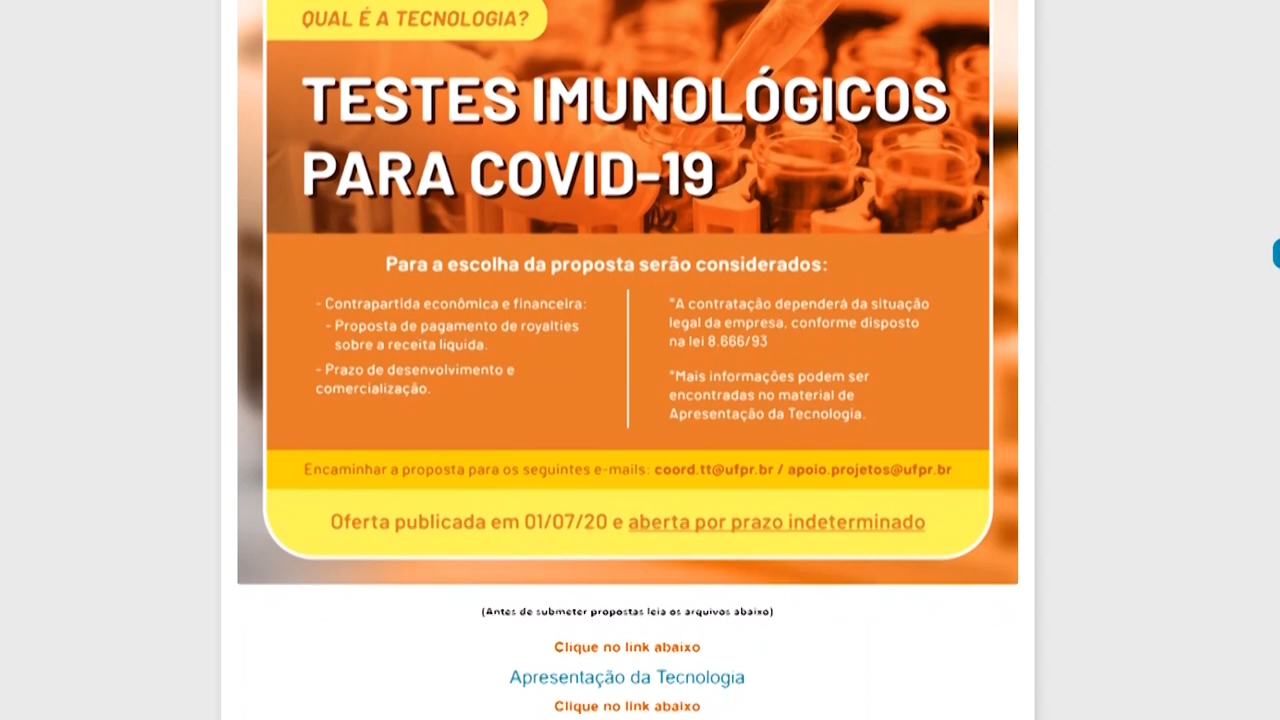 QUAL É A TECNOLOGIA?
TESTES IMUNOLÓGICOS
PARA COVID-19
Para a escolha da proposta serão considerados:
- Contrapartida econômica e financeira:
- Proposta de pagamento de royalties
sobre a receita líquida.
- Prazo de desenvolvimento e
comercialização.
*A contratação dependerá da situação
legal da empresa, conforme disposto
na lei 8.666/93
*Mais informações podem ser
encontradas no material de
Apresentação da Tecnologia.
Encaminhar a proposta para os seguintes e-mails: coord.tt@ufpr.br / apoio.projetos@ufpr.br
Oferta publicada em 01/07/20 e aberta por prazo indeterminado
(Antes de submeter propostas leia os arquivos abaixo)
Clique no link abaixo
Apresentação da Tecnologia
Clique no link abaixo